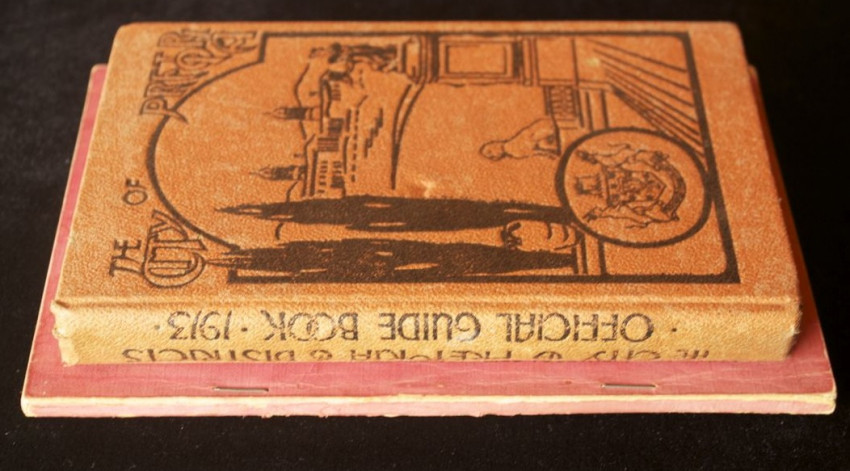 THE CITY OF PRETORIA
THE CITY OF PRETORIA & DISTRICTS
· OFFICIAL GUIDE BOOK · 1913 ·